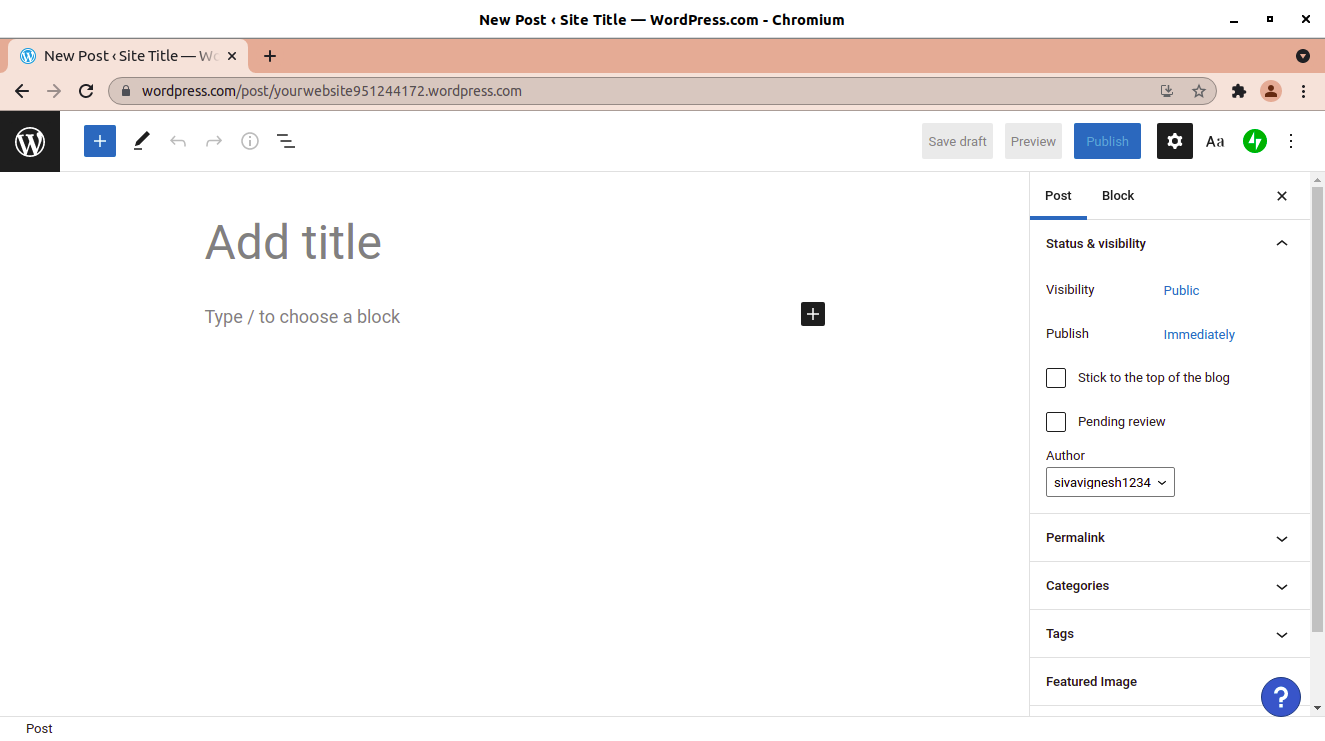 New Post ‹ Site Title — WordPress.com - Chromium
New Post ‹ Site Title — Wo
wordpress.com/post/yourwebsite951244172.wordpress.com
Save draft
Preview
Publish
Aa
Post
Block
Add title
Type / to choose a block
Status & visibility
Visibility
Public
Publish
Immediately
Stick to the top of the blog
Pending review
Author
sivavignesh1234
Permalink
Categories
Tags
Featured Image
?
Post